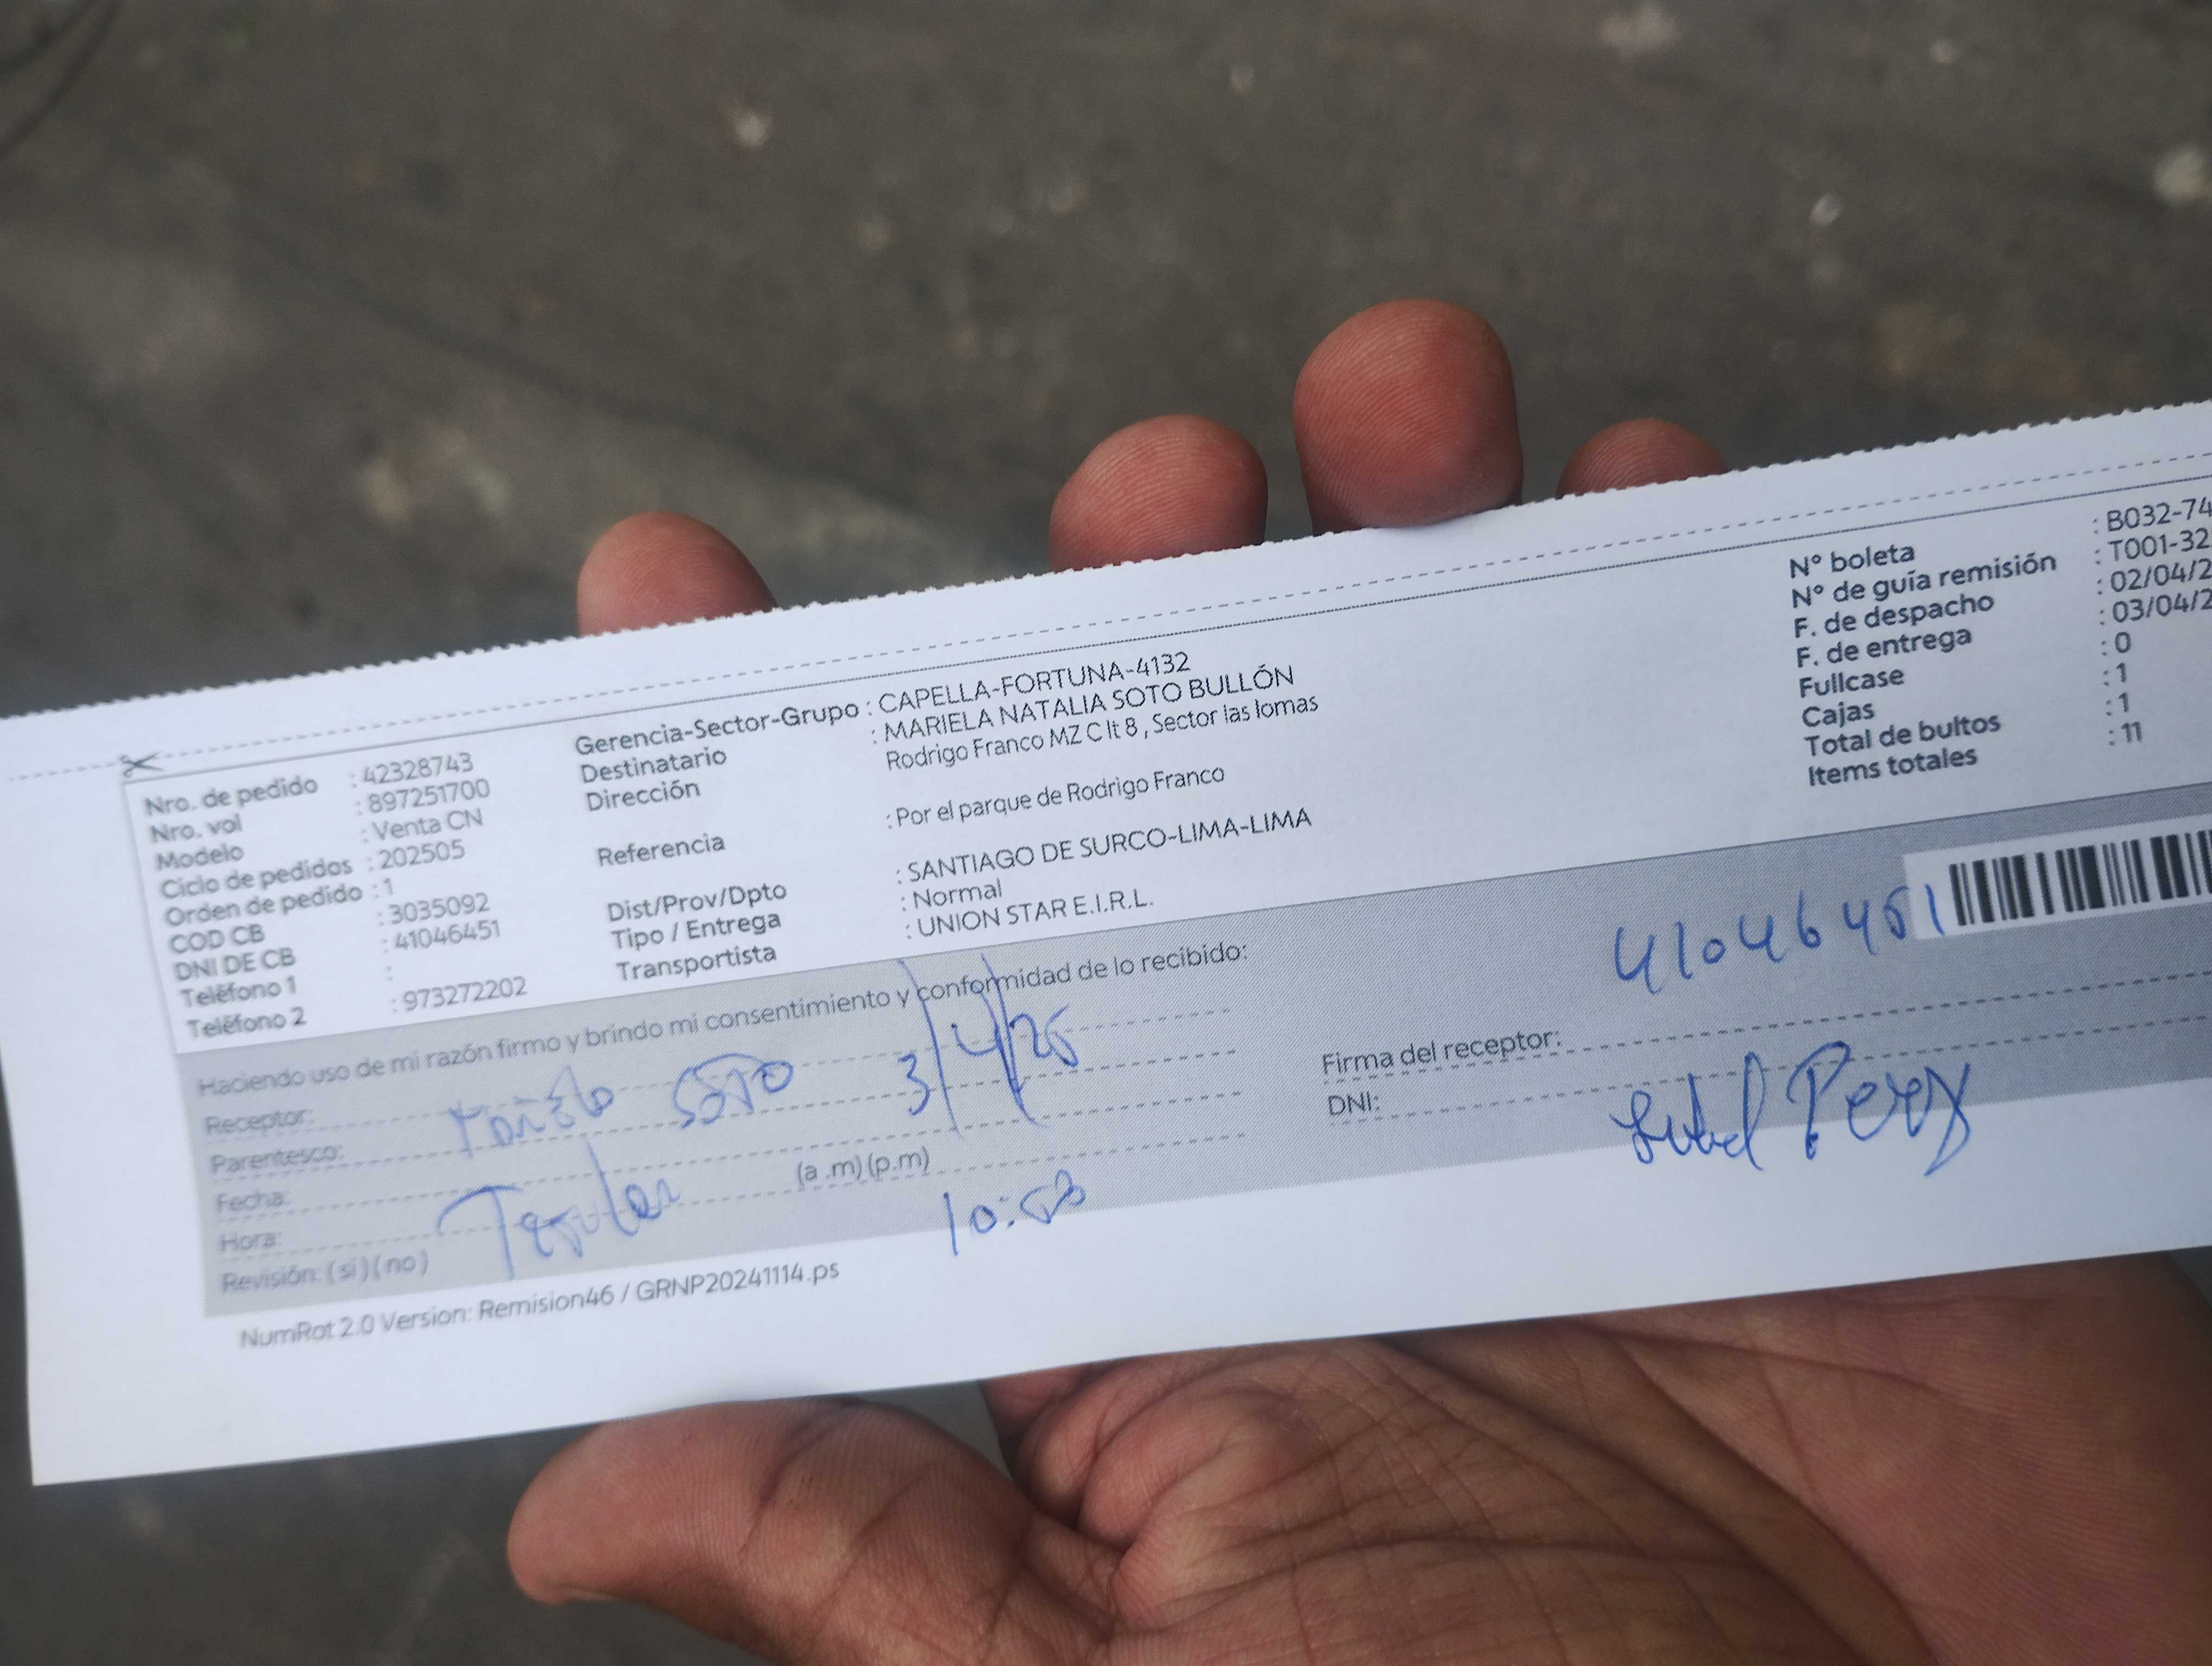 Nro. de pedido : 42328743
Nro. vol : 897251700
Modelo : Venta CN
Ciclo de pedidos : 202505
Orden de pedido : 1
COD CB : 3035092
DNI DE CB : 41046451
Teléfono 1 :
Teléfono 2 : 973272202
Gerencia-Sector-Grupo : CAPELLA-FORTUNA-4132
Destinatario : MARIELA NATALIA SOTO BULLÓN
Dirección Rodrigo Franco MZ C lt 8 , Sector las lomas
Referencia : Por el parque de Rodrigo Franco
Dist/Prov/Dpto : SANTIAGO DE SURCO-LIMA-LIMA
Tipo / Entrega : Normal
Transportista : UNION STAR E.I.R.L.
N° boleta : B032-74
N° de guía remisión : T001-32
F. de despacho : 02/04/2
F. de entrega : 03/04/2
Fullcase : 0
Cajas : 1
Total de bultos : 1
Items totales : 11
Haciendo uso de mi razón firmo y brindo mi consentimiento y conformidad de lo recibido:
Receptor: Soto 3/4/25
Parentesco:
Fecha:
Hora: (a .m) (p.m)
Revisión: ( si ) ( no )
41046451
Firma del receptor:
DNI:
NumRot 2.0 Version: Remision46 / GRNP20241114.ps